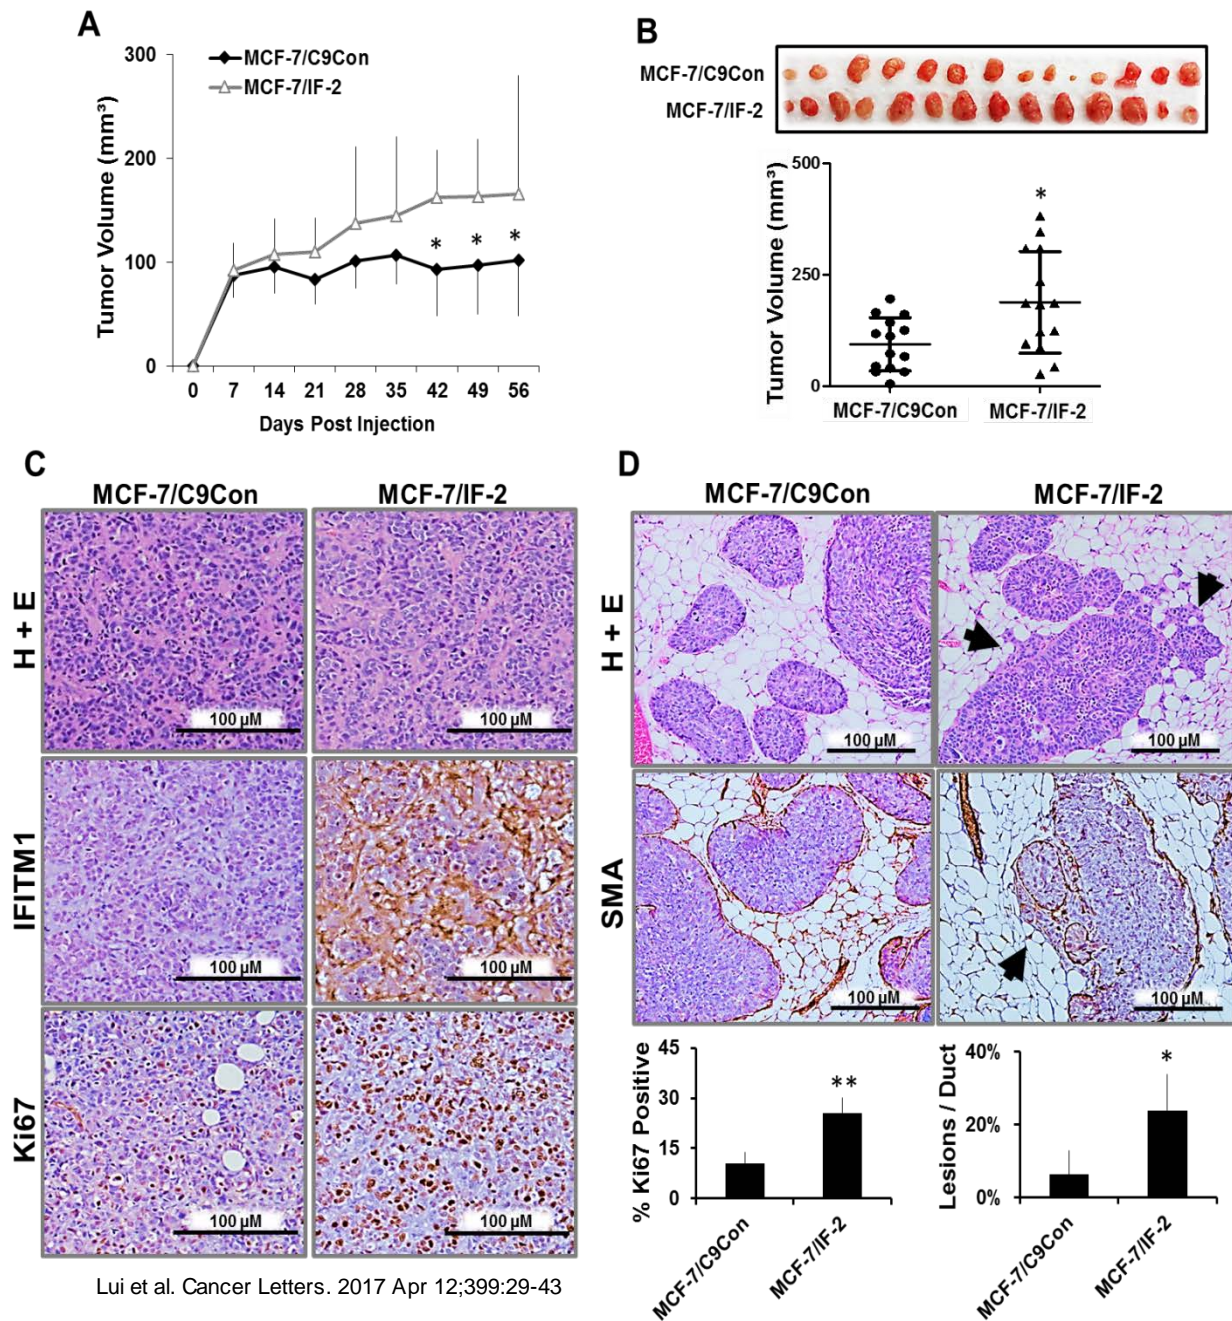 A
MCF-7/C9Con
MCF-7/IF-2
Tumor Volume (mm³)
300
200
100
0
0 7 14 21 28 35 42 49 56
* * *
Days Post Injection
B
MCF-7/C9Con
MCF-7/IF-2
Tumor Volume (mm³)
500
250
0
*
MCF-7/C9Con MCF-7/IF-2
C
MCF-7/C9Con MCF-7/IF-2
H + E
100 µM 100 µM
IFITM1
100 µM 100 µM
Ki67
100 µM 100 µM
D
MCF-7/C9Con MCF-7/IF-2
H + E
100 µM 100 µM
SMA
100 µM 100 µM
% Ki67 Positive
45
30
15
0
**
MCF-7/C9Con
MCF-7/IF-2
Lesions / Duct
40%
20%
0%
*
MCF-7/C9Con
MCF-7/IF-2
Lui et al. Cancer Letters. 2017 Apr 12;399:29-43